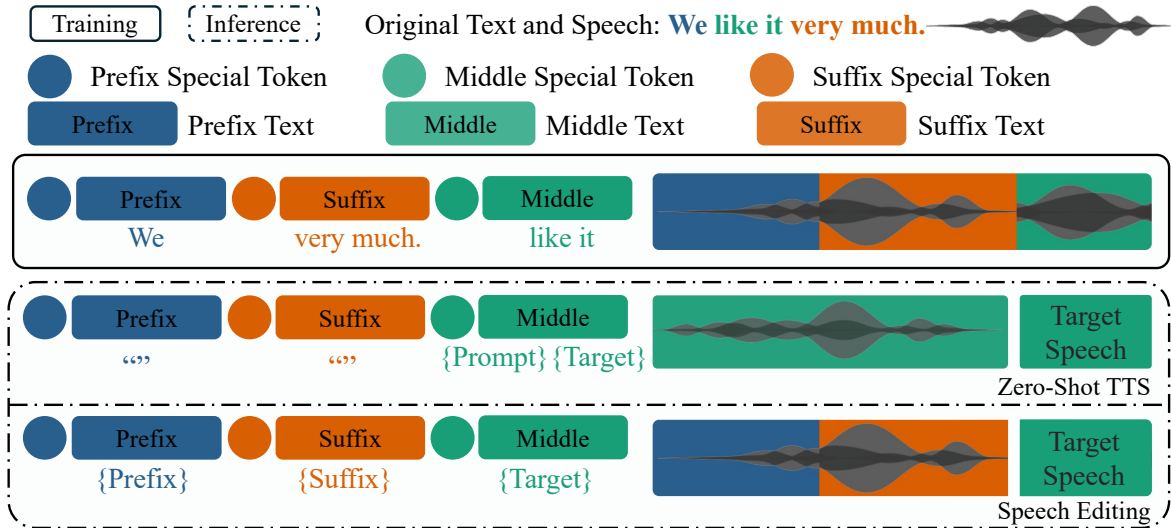 Training Inference Original Text and Speech: We like it very much.
Prefix Special Token Middle Special Token Suffix Special Token
Prefix Prefix Text Middle Middle Text Suffix Suffix Text
Prefix Suffix Middle
We very much. like it
Prefix Suffix Middle Target
Speech
“” “” {Prompt} {Target}
Zero-Shot TTS
Prefix Suffix Middle Target
Speech
{Prefix} {Suffix} {Target}
Speech Editing